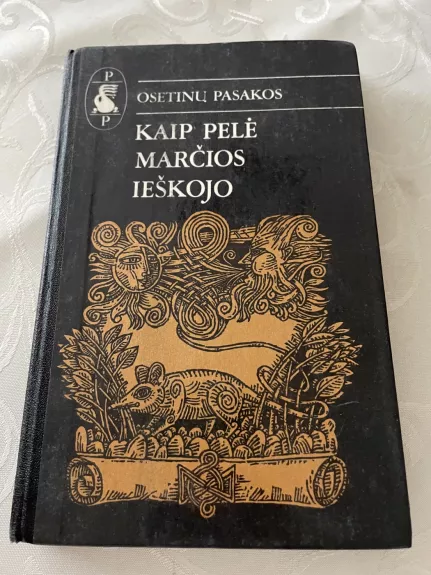 P
P
OSETINŲ PASAKOS
KAIP PELĖ
MARČIOS
IEŠKOJO